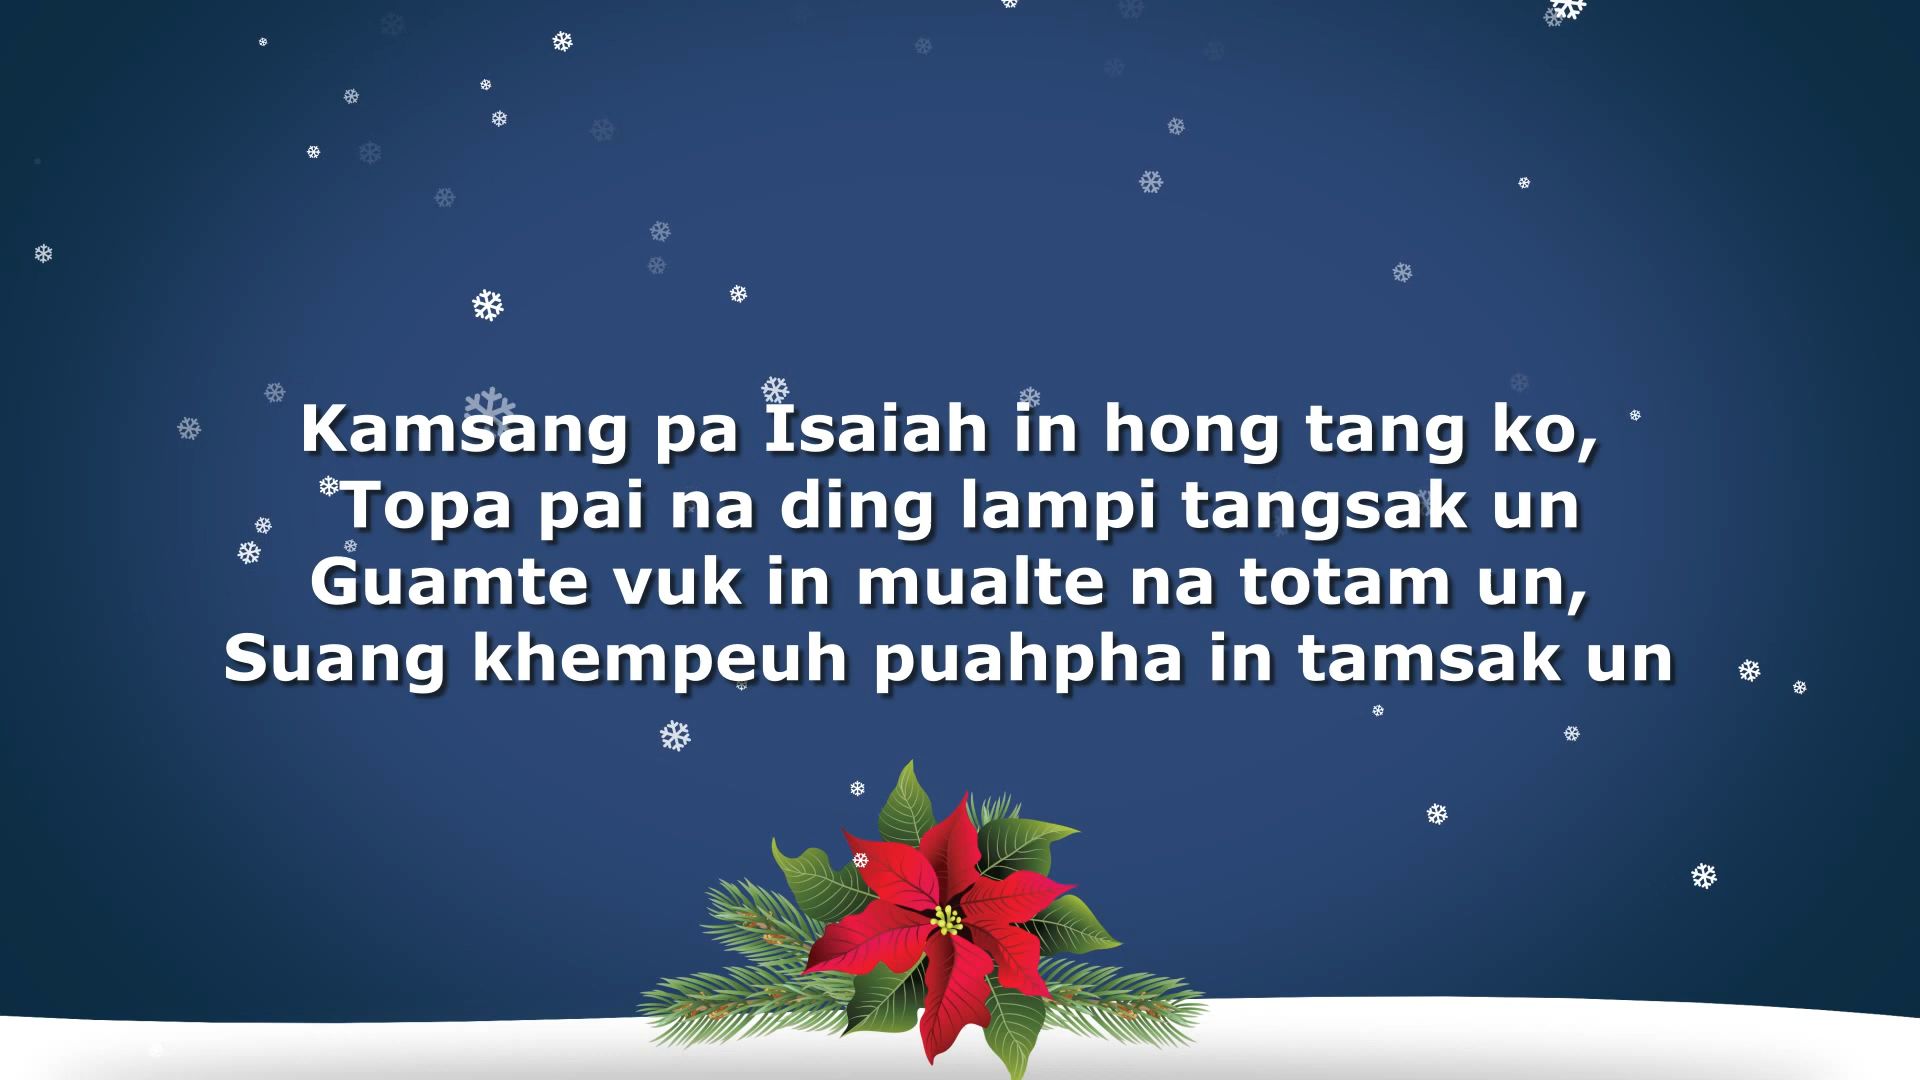 Kamsang pa Isaiah in hong tang ko,
Topa pai na ding lampi tangsak un
Guamte vuk in mualte na totam un,
Suang khempeuh puahpha in tamsak un